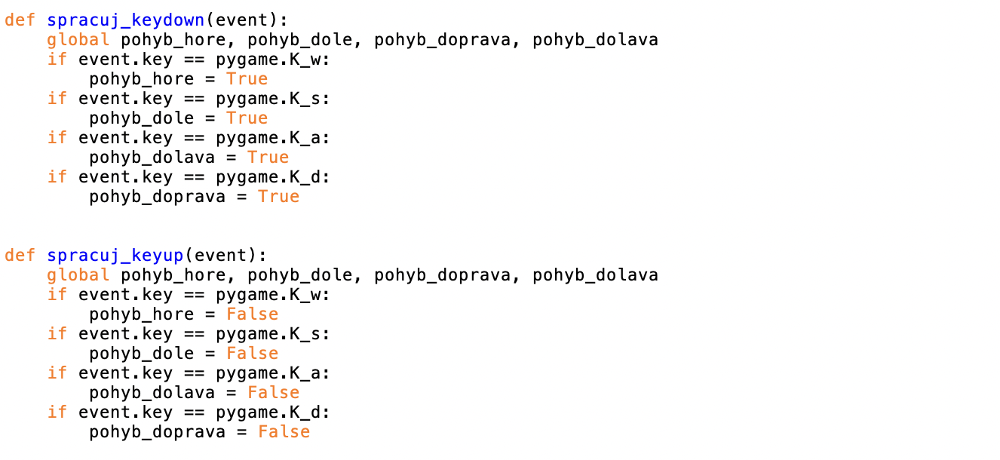 def spracuj_keydown(event):
    global pohyb_hore, pohyb_dole, pohyb_doprava, pohyb_dolava
    if event.key == pygame.K_w:
        pohyb_hore = True
    if event.key == pygame.K_s:
        pohyb_dole = True
    if event.key == pygame.K_a:
        pohyb_dolava = True
    if event.key == pygame.K_d:
        pohyb_doprava = True
def spracuj_keyup(event):
    global pohyb_hore, pohyb_dole, pohyb_doprava, pohyb_dolava
    if event.key == pygame.K_w:
        pohyb_hore = False
    if event.key == pygame.K_s:
        pohyb_dole = False
    if event.key == pygame.K_a:
        pohyb_dolava = False
    if event.key == pygame.K_d:
        pohyb_doprava = False